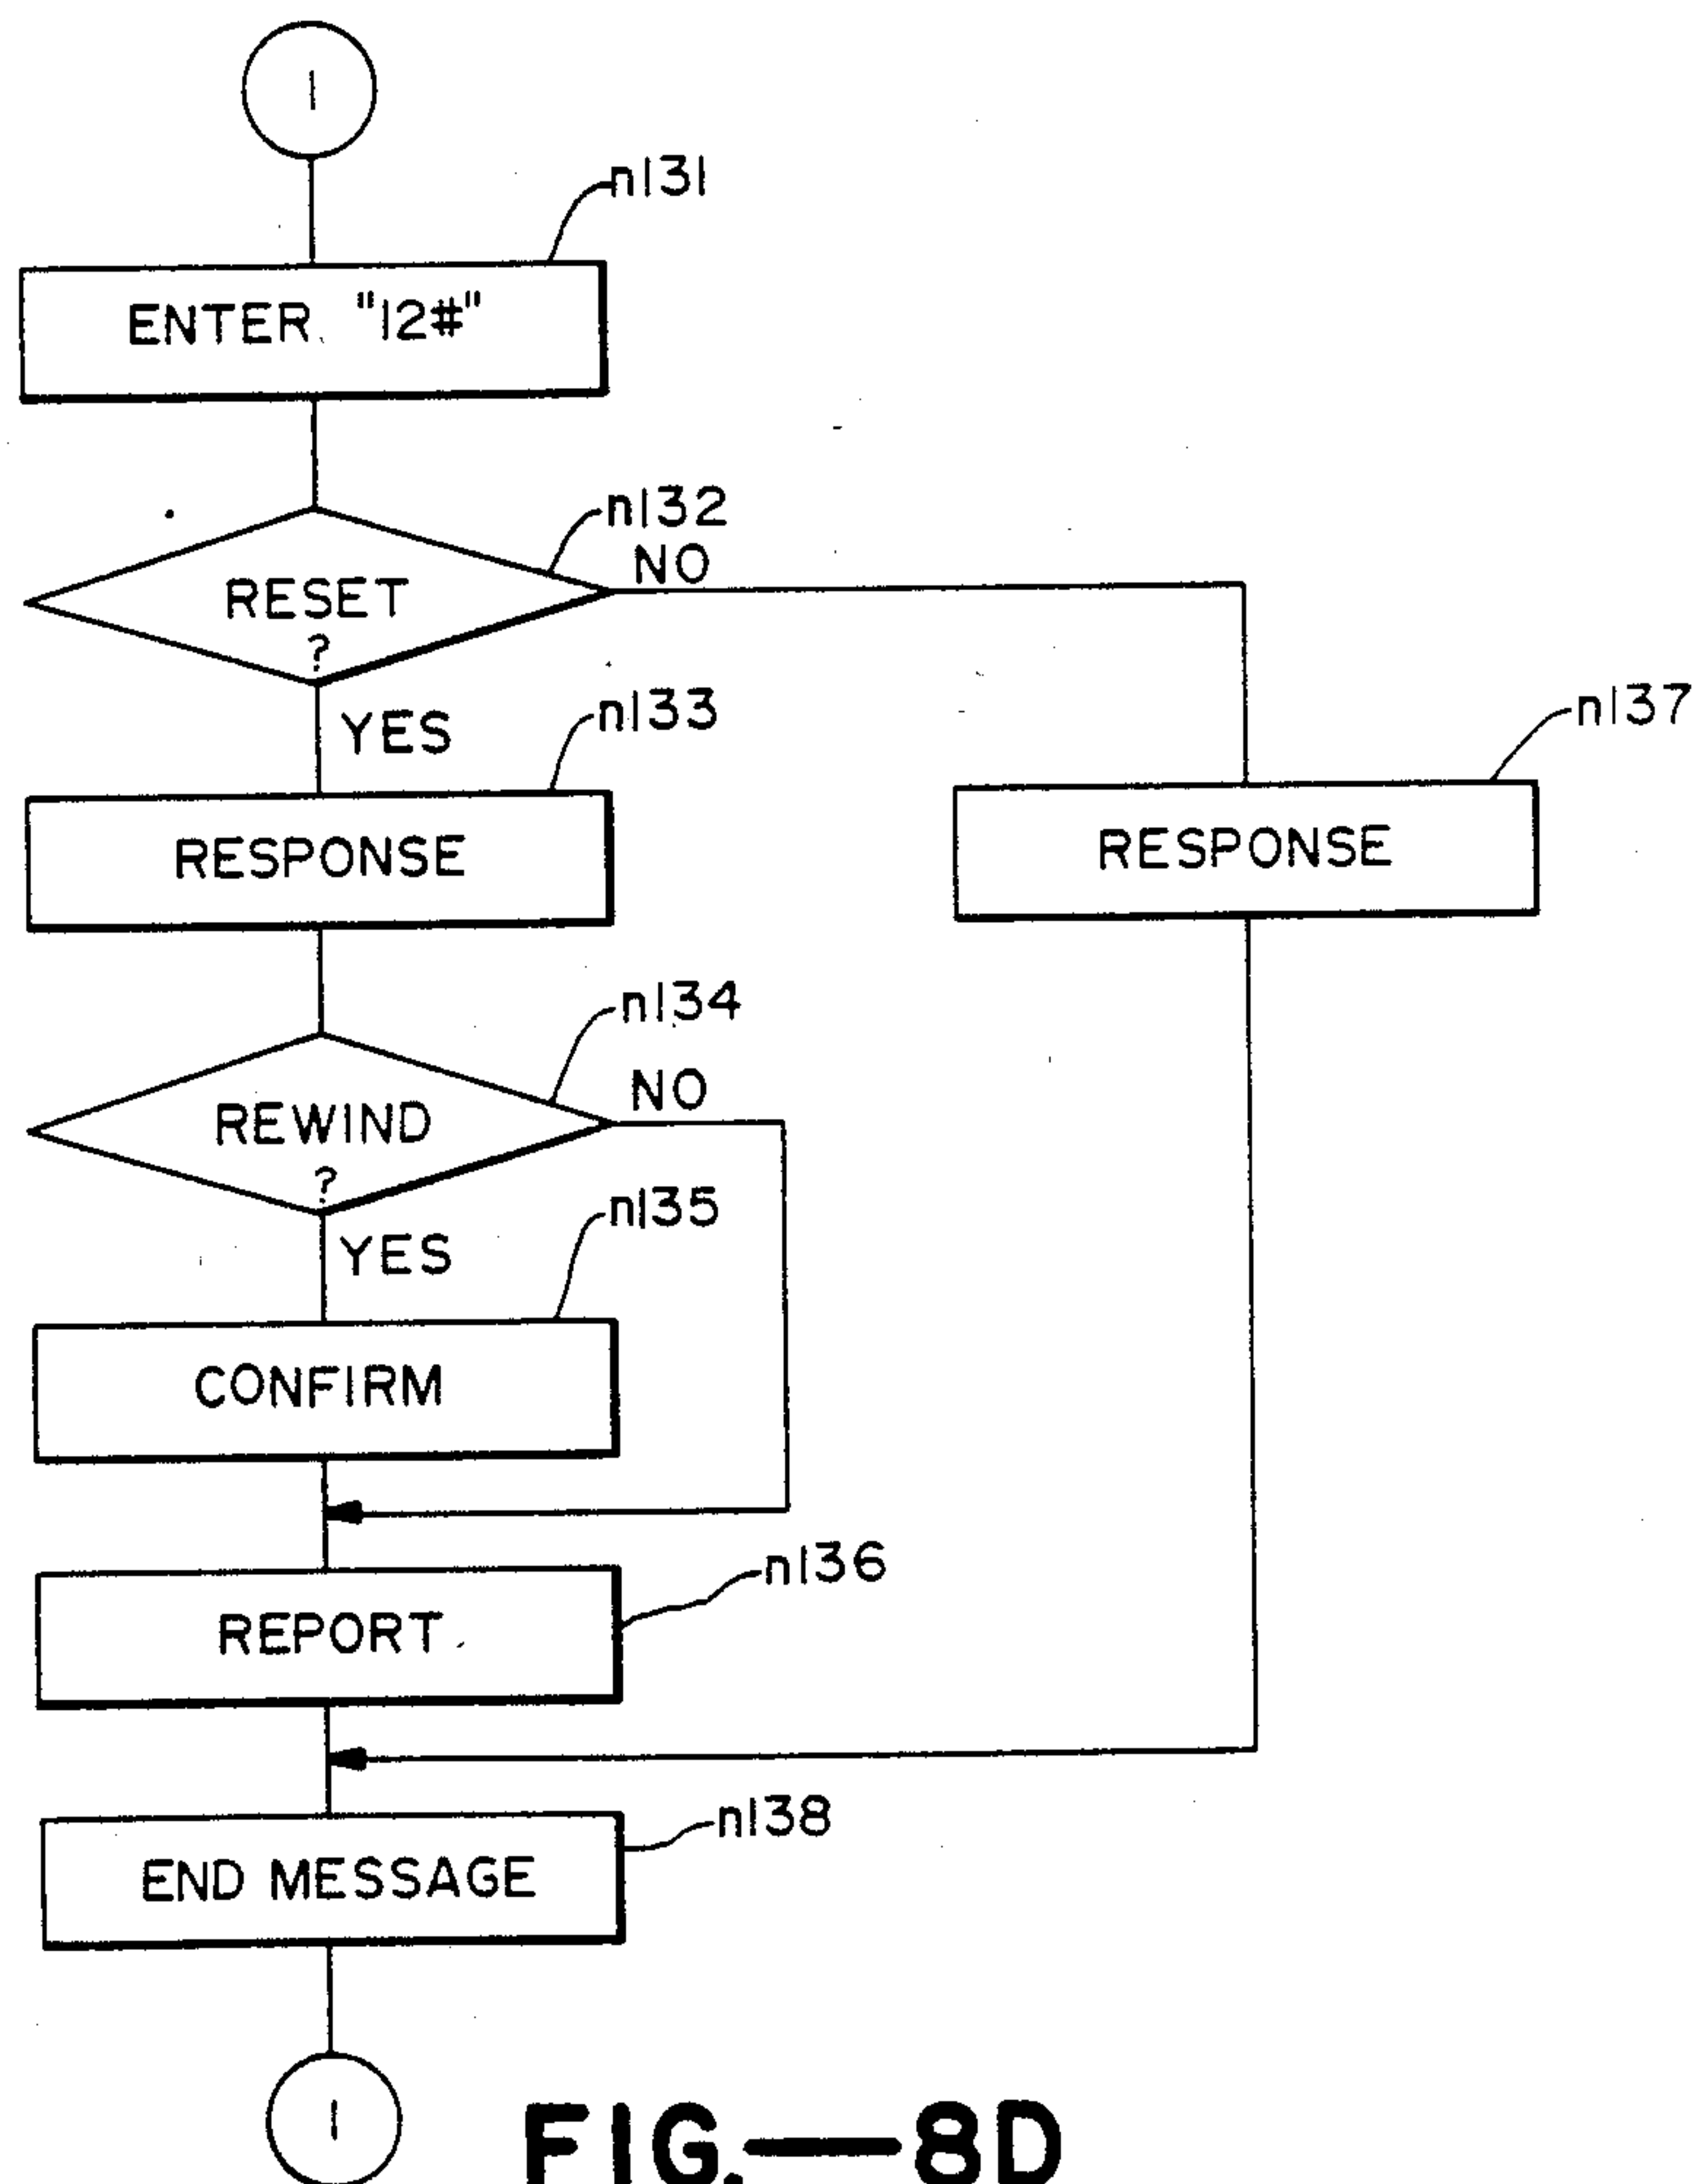 1
n131
ENTER "12#"
n132
NO
RESET
?
YES
n133
n137
RESPONSE
RESPONSE
n134
NO
REWIND
?
n135
YES
CONFIRM
n136
REPORT
n138
END MESSAGE
1
FIG.—8D